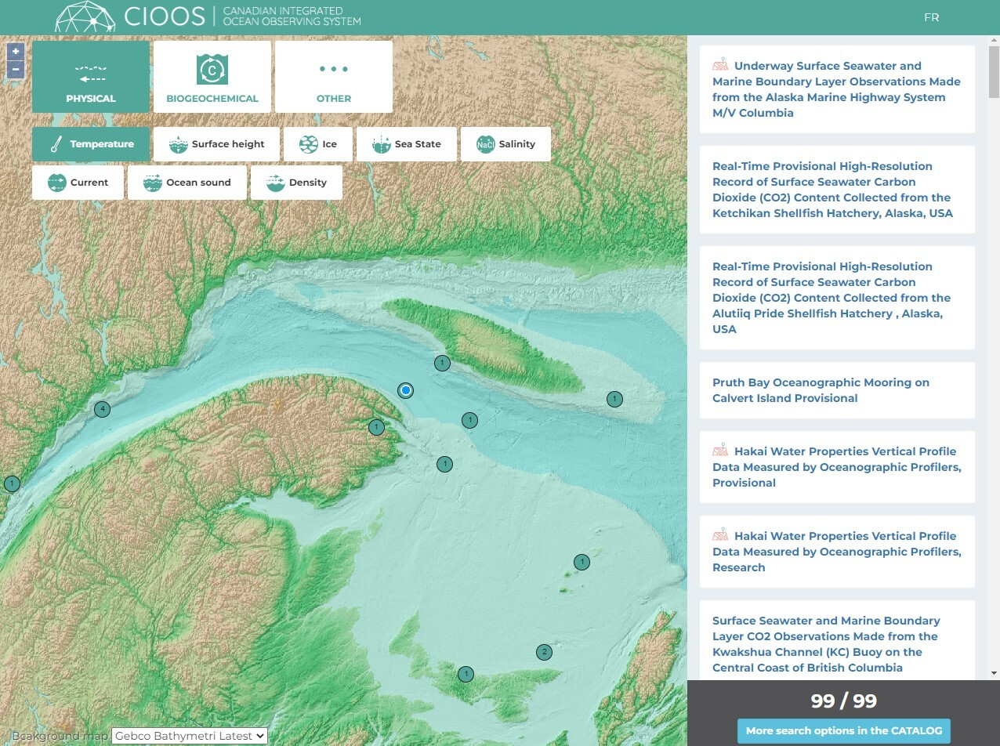 CIOOS
CANADIAN INTEGRATED
OCEAN OBSERVING SYSTEM
FR
+
−
PHYSICAL
C
BIOGEOCHEMICAL
OTHER
Temperature
Surface height
Ice
Sea State
NaCl
Salinity
Current
Ocean sound
Density
1
1
4
1
1
1
1
1
2
1
Bcakground map Gebco Bathymetri Latest
Underway Surface Seawater and
Marine Boundary Layer Observations Made
from the Alaska Marine Highway System
M/V Columbia
Real-Time Provisional High-Resolution
Record of Surface Seawater Carbon
Dioxide (CO2) Content Collected from the
Ketchikan Shellfish Hatchery, Alaska, USA
Real-Time Provisional High-Resolution
Record of Surface Seawater Carbon
Dioxide (CO2) Content Collected from the
Alutiiq Pride Shellfish Hatchery , Alaska,
USA
Pruth Bay Oceanographic Mooring on
Calvert Island Provisional
Hakai Water Properties Vertical Profile
Data Measured by Oceanographic Profilers,
Provisional
Hakai Water Properties Vertical Profile
Data Measured by Oceanographic Profilers,
Research
Surface Seawater and Marine Boundary
Layer CO2 Observations Made from the
Kwakshua Channel (KC) Buoy on the
Central Coast of British Columbia
99 / 99
More search options in the CATALOG